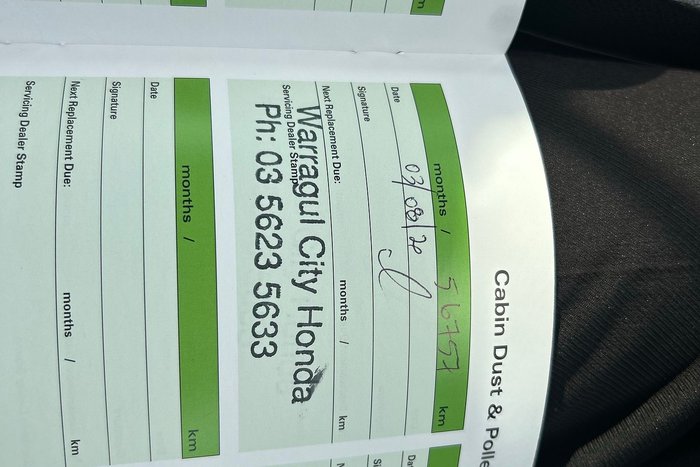 Cabin Dust & Polle
months / 56757 km
Date 03/08/20
Signature
Next Replacement Due: months / km
Servicing Dealer Stamp
Warragul City Honda
Ph: 03 5623 5633
months / km
Date
Signature
Next Replacement Due: months / km
Servicing Dealer Stamp